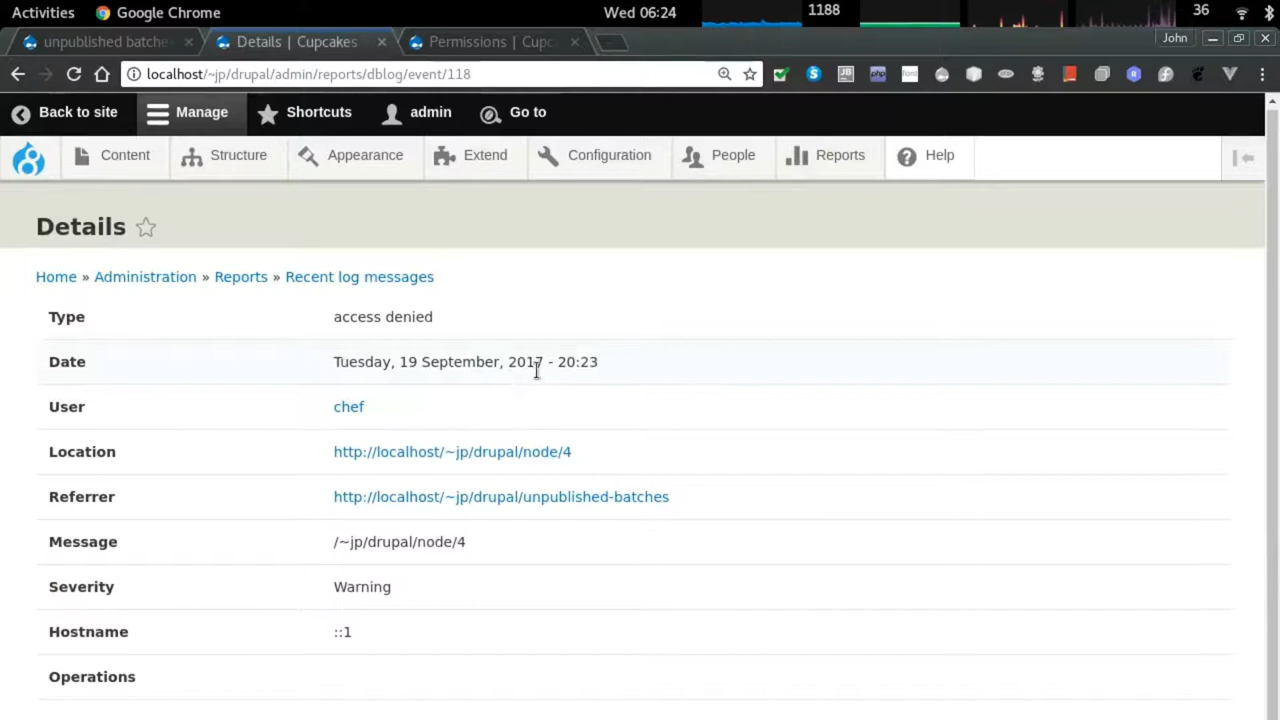 Activities Google Chrome Wed 06:24 1188 36
unpublished batche Details | Cupcakes Permissions | Cupc John
localhost/~jp/drupal/admin/reports/dblog/event/118
Back to site Manage Shortcuts admin Go to
Content Structure Appearance Extend Configuration People Reports Help
Details
Home » Administration » Reports » Recent log messages
Type access denied
Date Tuesday, 19 September, 2017 - 20:23
User chef
Location http://localhost/~jp/drupal/node/4
Referrer http://localhost/~jp/drupal/unpublished-batches
Message /~jp/drupal/node/4
Severity Warning
Hostname ::1
Operations